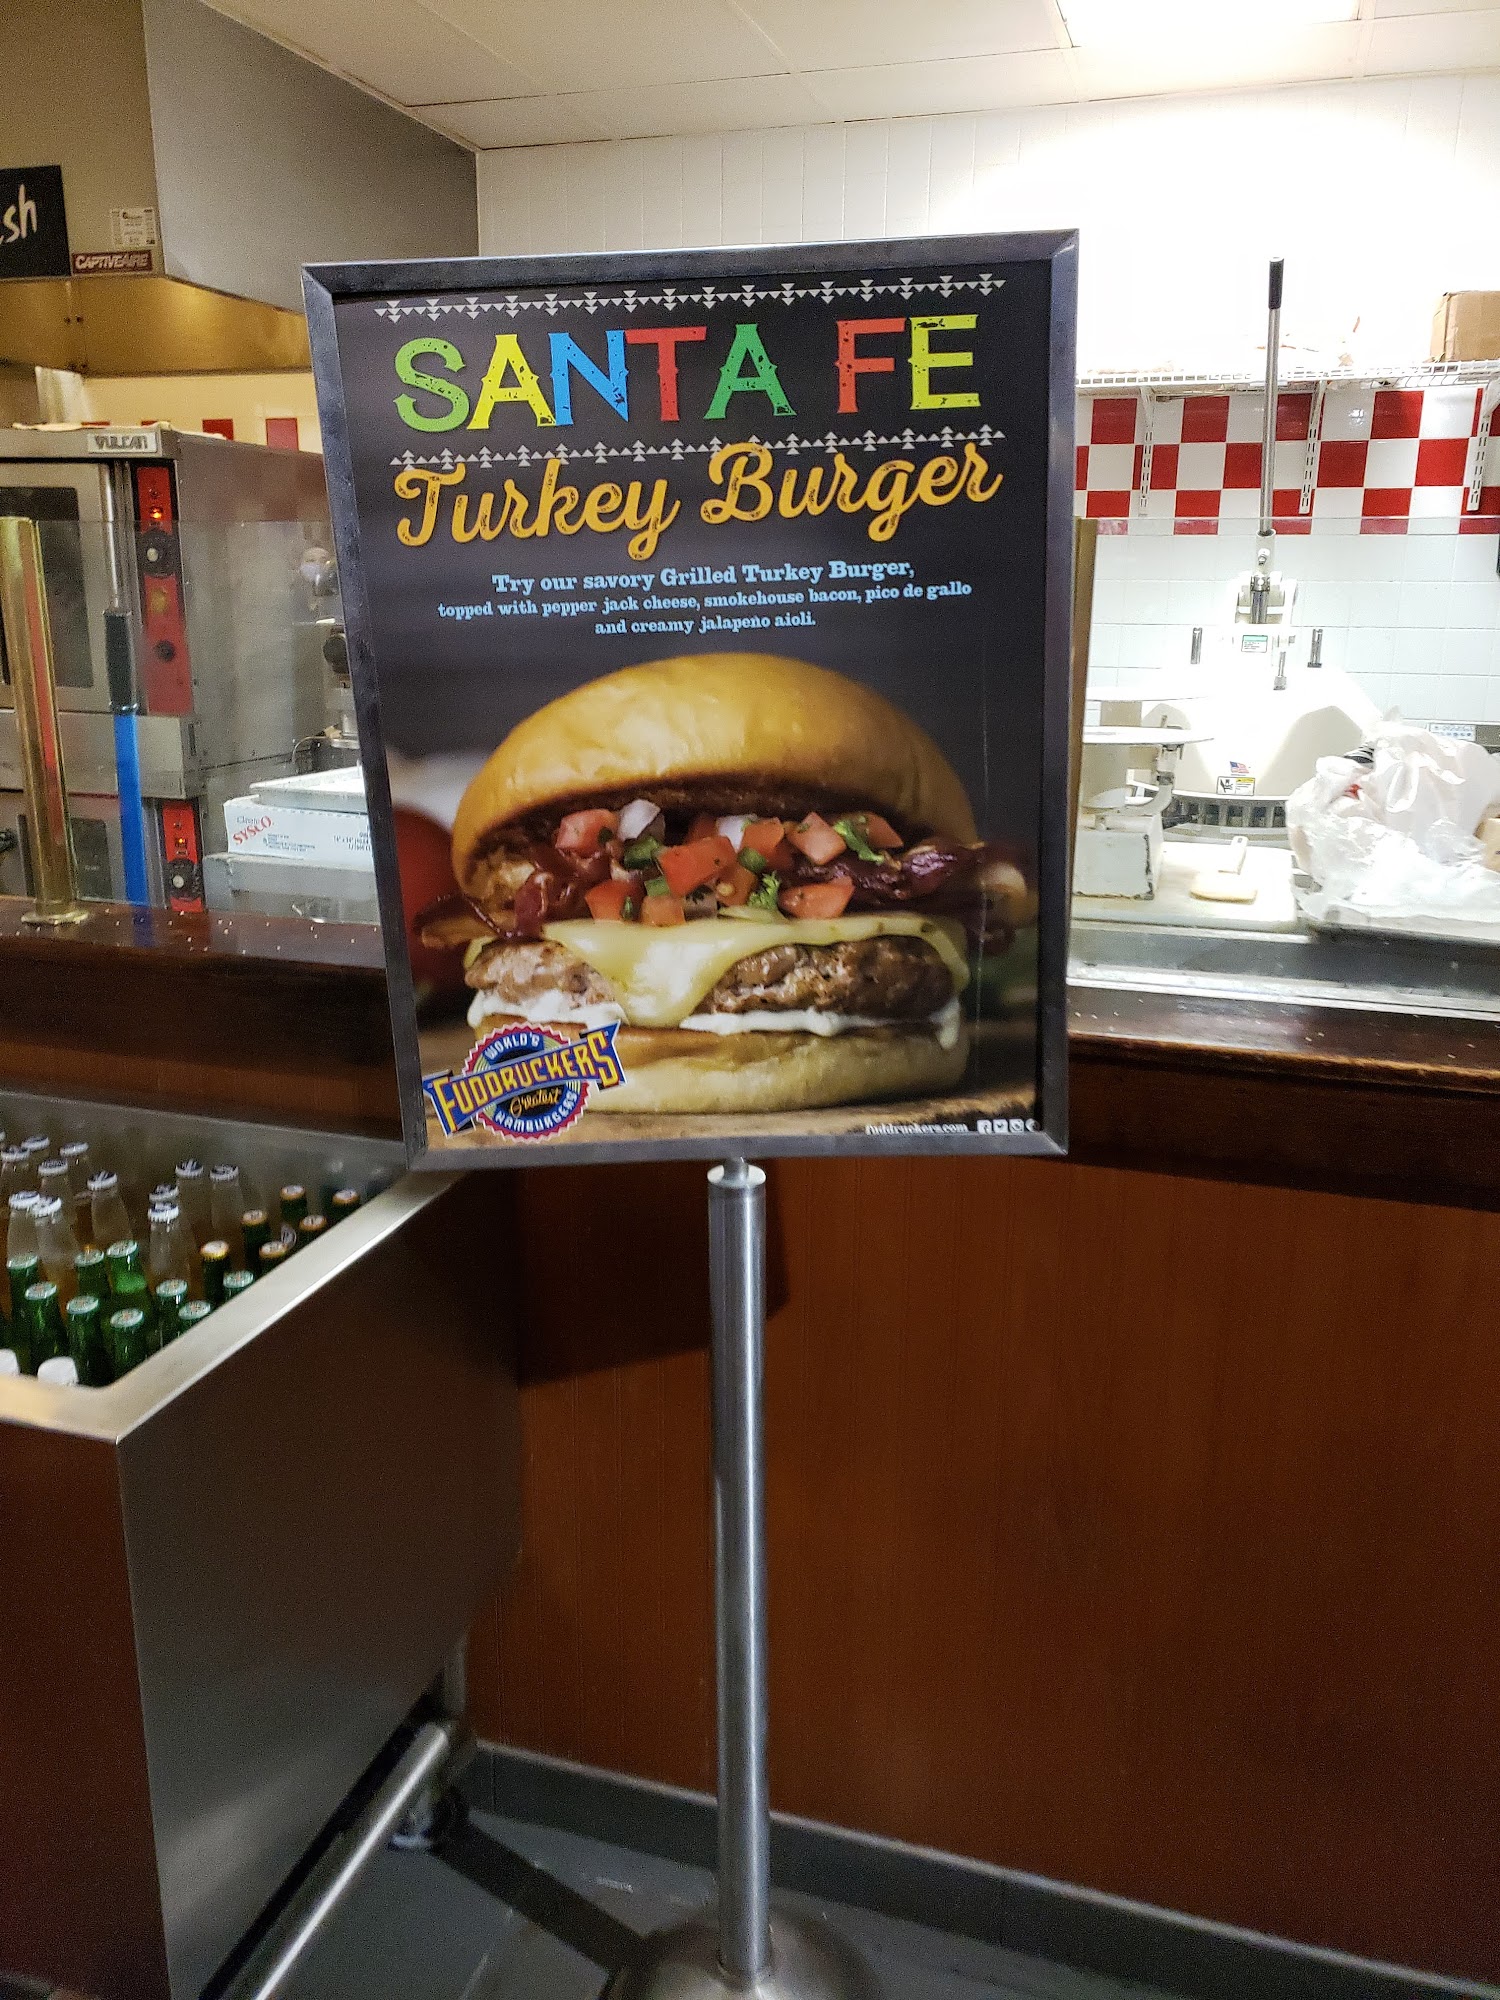 sh
CAPTIVEAIRE
VULCAN
SYSCO
SANTA FE
Turkey Burger
Try our savory Grilled Turkey Burger,
topped with pepper jack cheese, smokehouse bacon, pico de gallo
and creamy jalapeño aioli.
WORLD'S
FUDDRUCKERS
Greatest
HAMBURGERS
fuddruckers.com